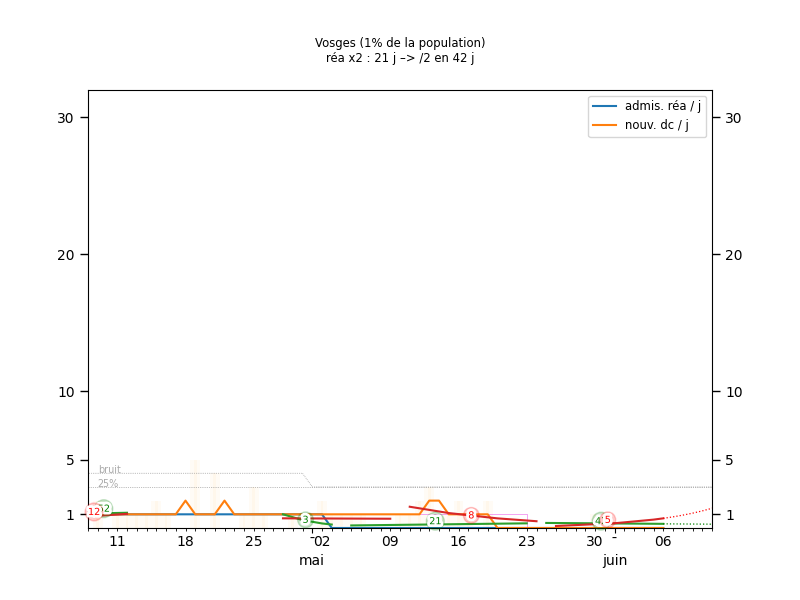 Vosges (1% de la population)
réa x2 : 21 j –> /2 en 42 j
admis. réa / j
nouv. dc / j
30 30
20 20
10 10
5 5
bruit
25%
1 1
12
3
21
8
4
5
11 18 25 02 09 16 23 30 06
mai juin